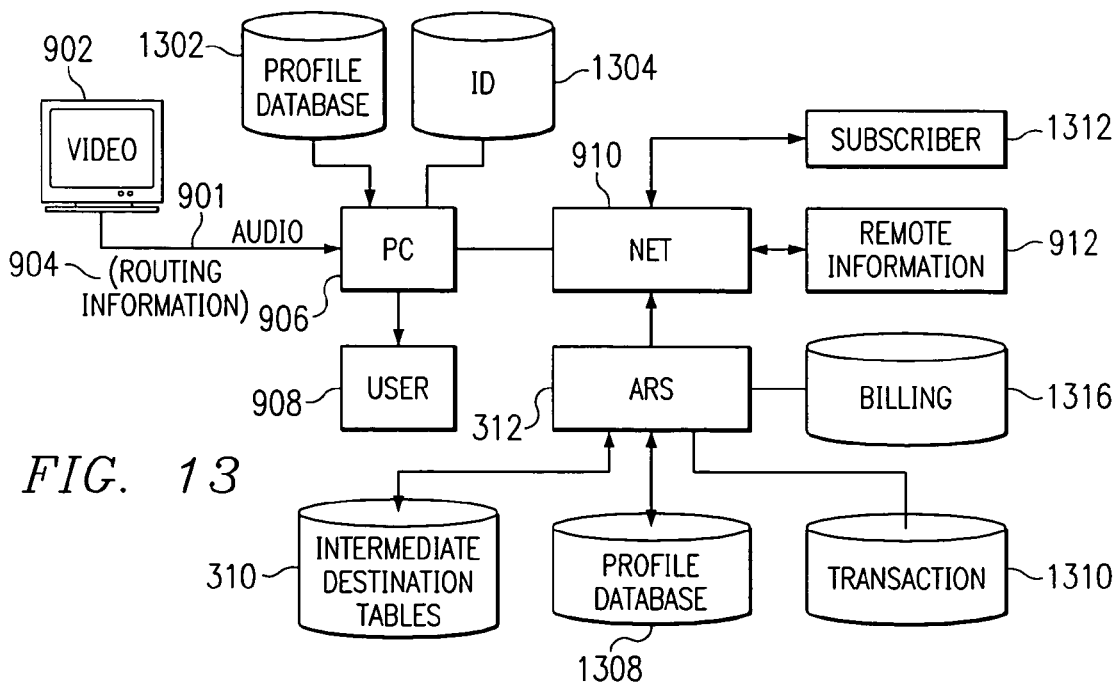 902
1302
PROFILE
DATABASE
ID
1304
VIDEO
901
AUDIO
904
(ROUTING
INFORMATION)
PC
906
910
NET
SUBSCRIBER
1312
REMOTE
INFORMATION
912
USER
908
ARS
312
BILLING
1316
FIG. 13
INTERMEDIATE
DESTINATION
TABLES
310
PROFILE
DATABASE
1308
TRANSACTION
1310